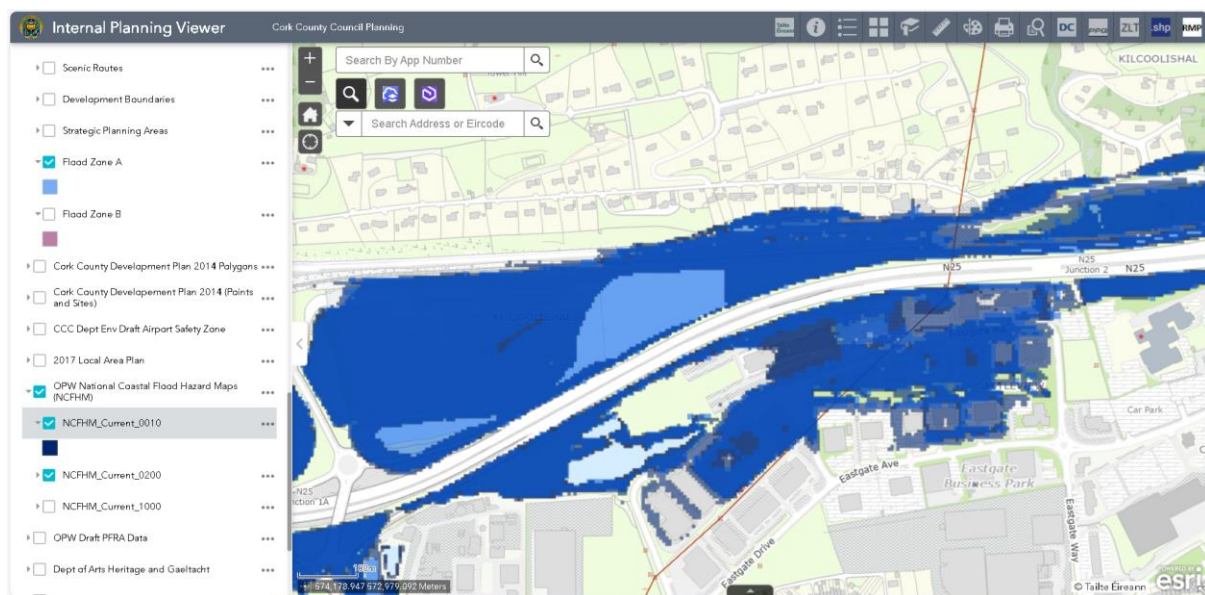 Internal Planning Viewer
Cork County Council Planning
DC
ZLT
.shp
RMP
Scenic Routes
Development Boundaries
Strategic Planning Areas
Flood Zone A
Flood Zone B
Cork County Development Plan 2014 Polygons
Cork County Developement Plan 2014 (Points
and Sites)
CCC Dept Env Draft Airport Safety Zone
2017 Local Area Plan
OPW National Coastal Flood Hazard Maps
(NCFHM)
NCFHM_Current_0010
NCFHM_Current_0200
NCFHM_Current_1000
OPW Draft PFRA Data
Dept of Arts Heritage and Gaeltacht
Search By App Number
Search Address or Eircode
KILCOOLISHAL
N25
N25
Junction 2
N25
Car Park
Eastgate Ave
Eastgate
Business Park
Eastgate Drive
Eastgate
Way
N25
nction 1A
100m
574,178.947 572,979.092 Meters
© Tailte Éireann
POWERED BY
esri